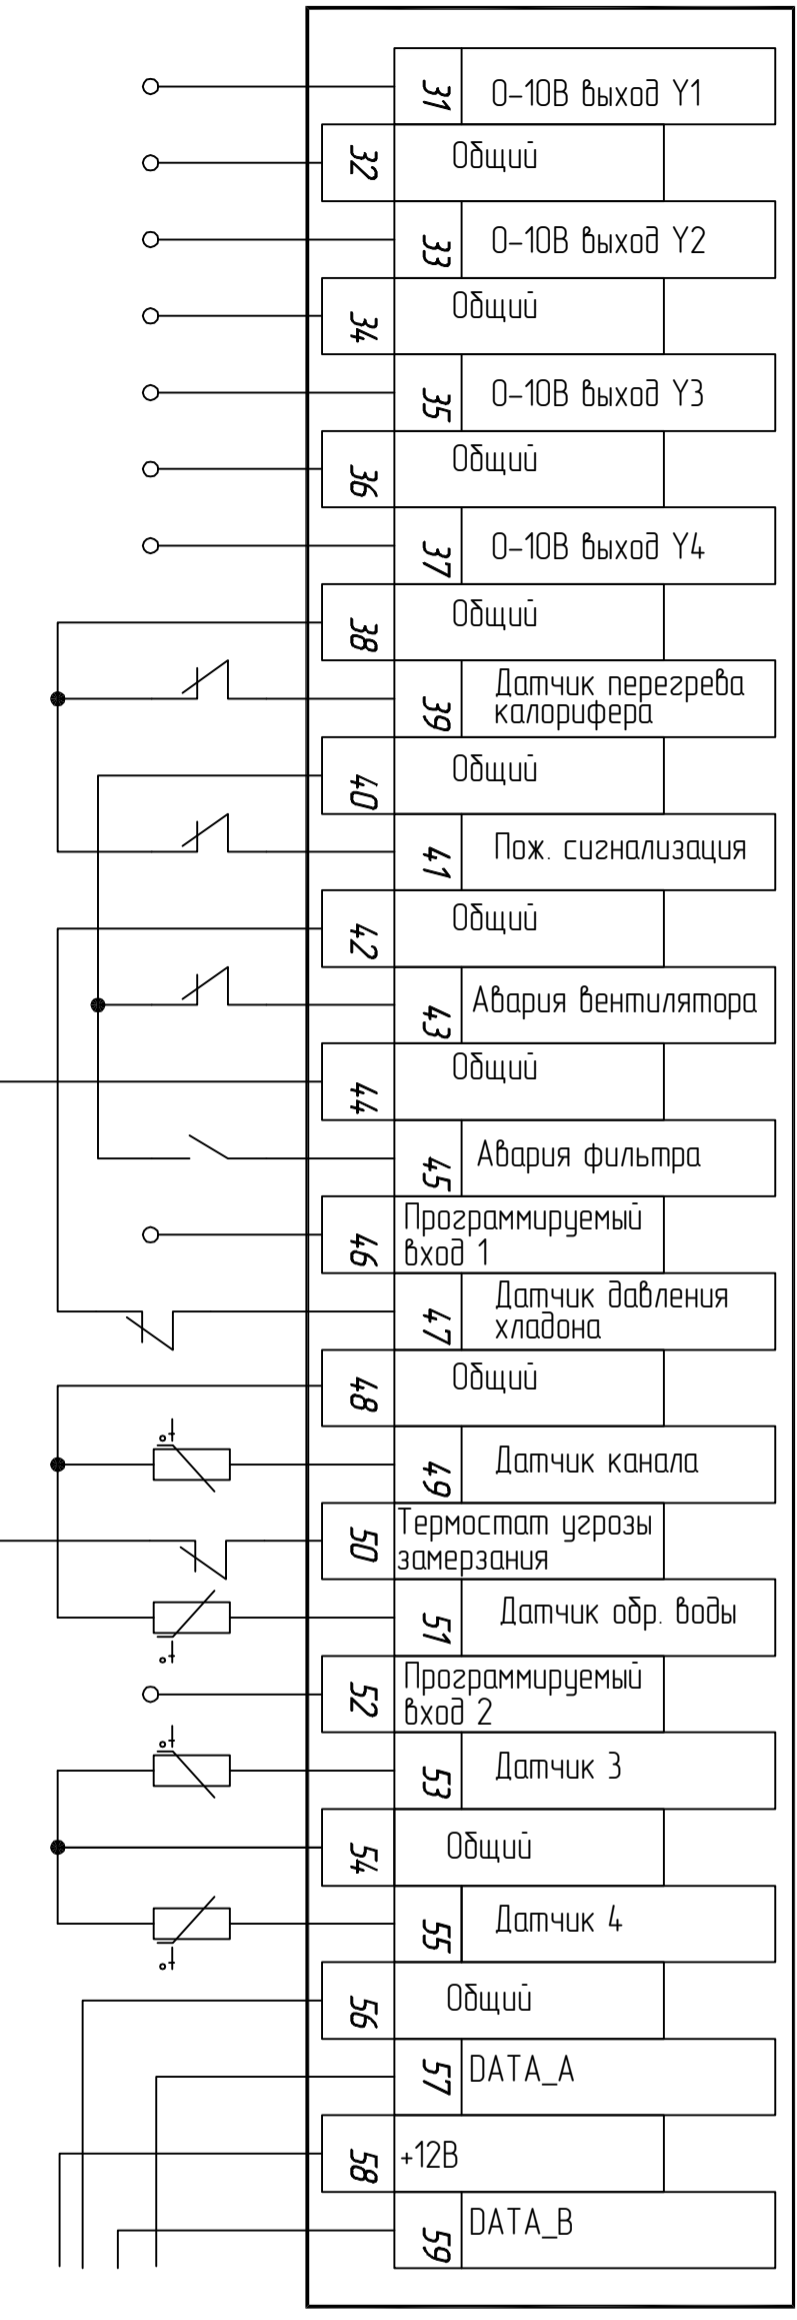 31 0-10В выход Y1
32 Общий
33 0-10В выход Y2
34 Общий
35 0-10В выход Y3
36 Общий
37 0-10В выход Y4
38 Общий
39 Датчик перегрева
калорифера
40 Общий
41 Пож. сигнализация
42 Общий
43 Авария вентилятора
44 Общий
45 Авария фильтра
46 Программируемый
вход 1
47 Датчик давления
хладона
48 Общий
t°
49 Датчик канала
50 Термостат угрозы
замерзания
51 Датчик обр. воды
t°
52 Программируемый
вход 2
t°
53 Датчик 3
54 Общий
55 Датчик 4
t°
56 Общий
57 DATA_A
58 +12В
59 DATA_B